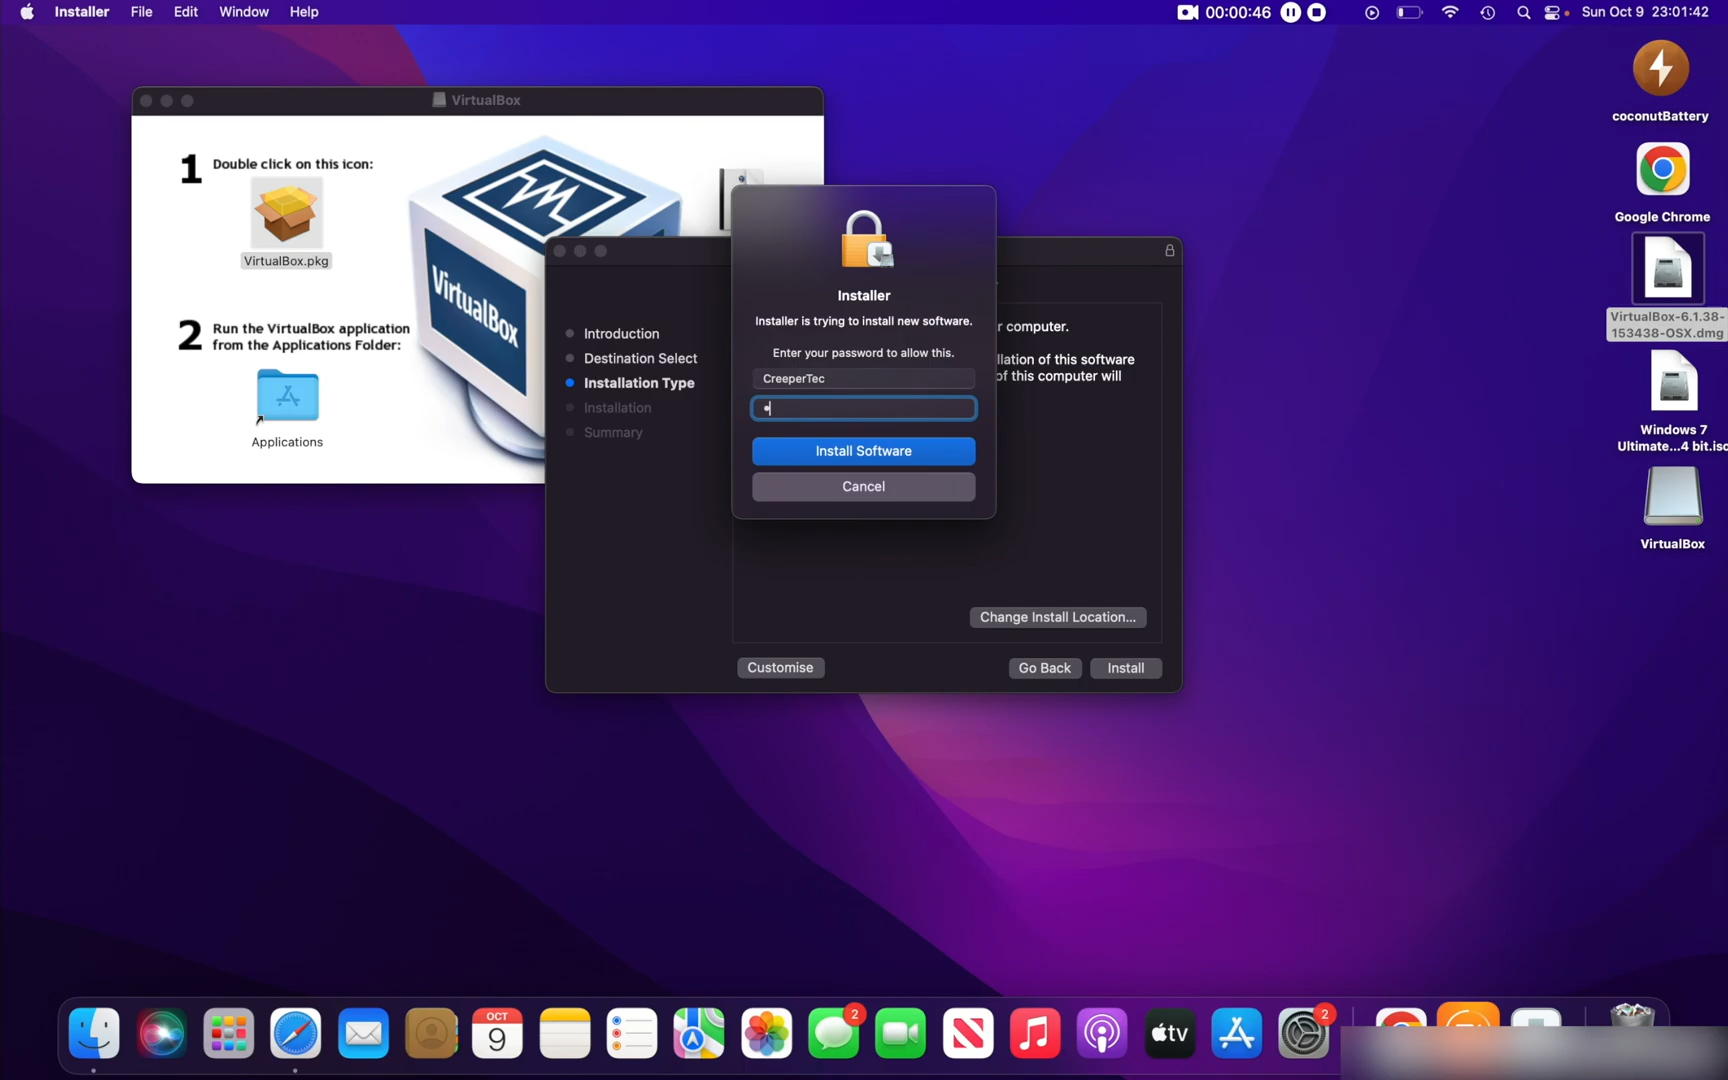 Installer File Edit Window Help 00:00:46 Sun Oct 9 23:01:42
VirtualBox
1 Double click on this icon:
VirtualBox.pkg
2 Run the VirtualBox application
from the Applications Folder:
Applications
VirtualBox
Introduction
Destination Select
Installation Type
Installation
Summary
r computer.
llation of this software
of this computer will
Change Install Location...
Customise
Go Back
Install
Installer
Installer is trying to install new software.
Enter your password to allow this.
CreeperTec
Install Software
Cancel
coconutBattery
Google Chrome
VirtualBox-6.1.38-
153438-OSX.dmg
Windows 7
Ultimate...4 bit.iso
VirtualBox
OCT
9
2
tv
2